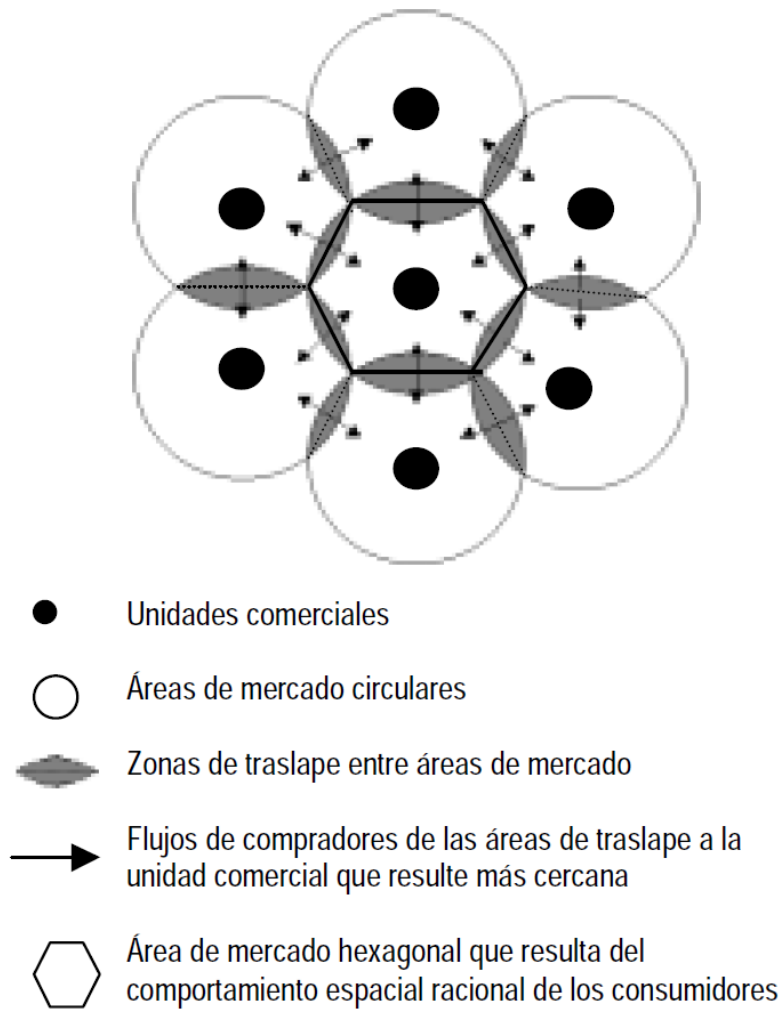 Unidades comerciales
Áreas de mercado circulares
Zonas de traslape entre áreas de mercado
Flujos de compradores de las áreas de traslape a la
unidad comercial que resulte más cercana
Área de mercado hexagonal que resulta del
comportamiento espacial racional de los consumidores